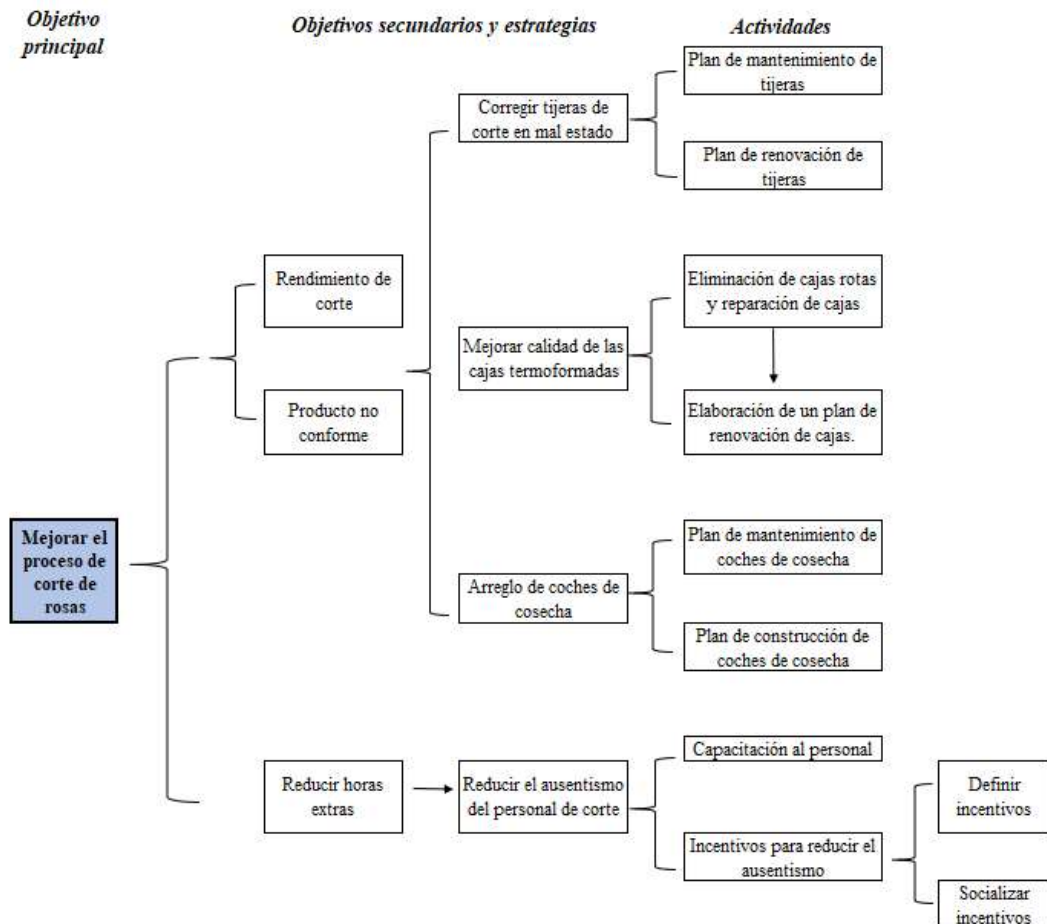 Objetivo
principal
Objetivos secundarios y estrategias
Actividades
Plan de mantenimiento de
tijeras
Corregir tijeras de
corte en mal estado
Plan de renovación de
tijeras
Rendimiento de
corte
Eliminación de cajas rotas
y reparación de cajas
Mejorar calidad de las
cajas termoformadas
Producto no
conforme
Elaboración de un plan de
renovación de cajas.
Mejorar el
proceso de
corte de
rosas
Plan de mantenimiento de
coches de cosecha
Arreglo de coches de
cosecha
Plan de construcción de
coches de cosecha
Reducir horas
extras
Reducir el ausentismo
del personal de corte
Capacitación al personal
Incentivos para reducir el
ausentismo
Definir
incentivos
Socializar
incentivos